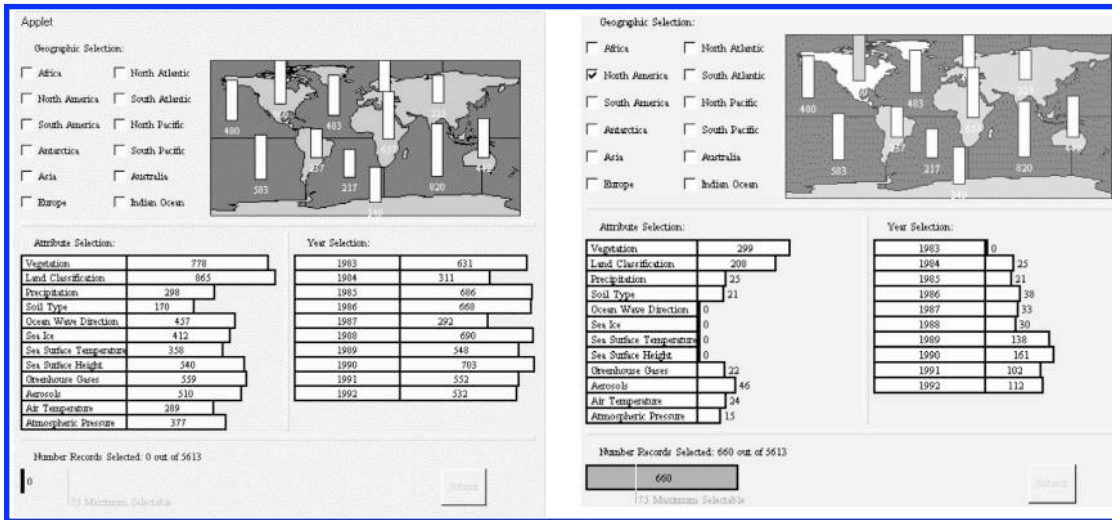 Applet
Geographic Selection:
Africa North Atlantic
North America South Atlantic
South America North Pacific
Antarctica South Pacific
Asia Australia
Europe Indian Ocean
480
483
583
217
820
Attribute Selection:
Vegetation 778
Land Classification 865
Precipitation 298
Soil Type 170
Ocean Wave Direction 457
Sea Ice 412
Sea Surface Temperature 358
Sea Surface Height 540
Greenhouse Gases 559
Aerosols 510
Air Temperature 289
Atmospheric Pressure 377
Year Selection:
1983 631
1984 311
1985 686
1986 668
1987 292
1988 690
1989 548
1990 703
1991 552
1992 532
Number Records Selected: 0 out of 5613
0
75 Maximum Selectable
Submit
Geographic Selection:
Africa North Atlantic
North America South Atlantic
South America North Pacific
Antarctica South Pacific
Asia Australia
Europe Indian Ocean
480
483
583
217
820
Attribute Selection:
Vegetation 299
Land Classification 208
Precipitation 25
Soil Type 21
Ocean Wave Direction 0
Sea Ice 0
Sea Surface Temperature 0
Sea Surface Height 0
Greenhouse Gases 22
Aerosols 46
Air Temperature 24
Atmospheric Pressure 15
Year Selection:
1983 0
1984 25
1985 21
1986 38
1987 33
1988 30
1989 138
1990 161
1991 102
1992 112
Number Records Selected: 660 out of 5613
660
75 Maximum Selectable
Submit